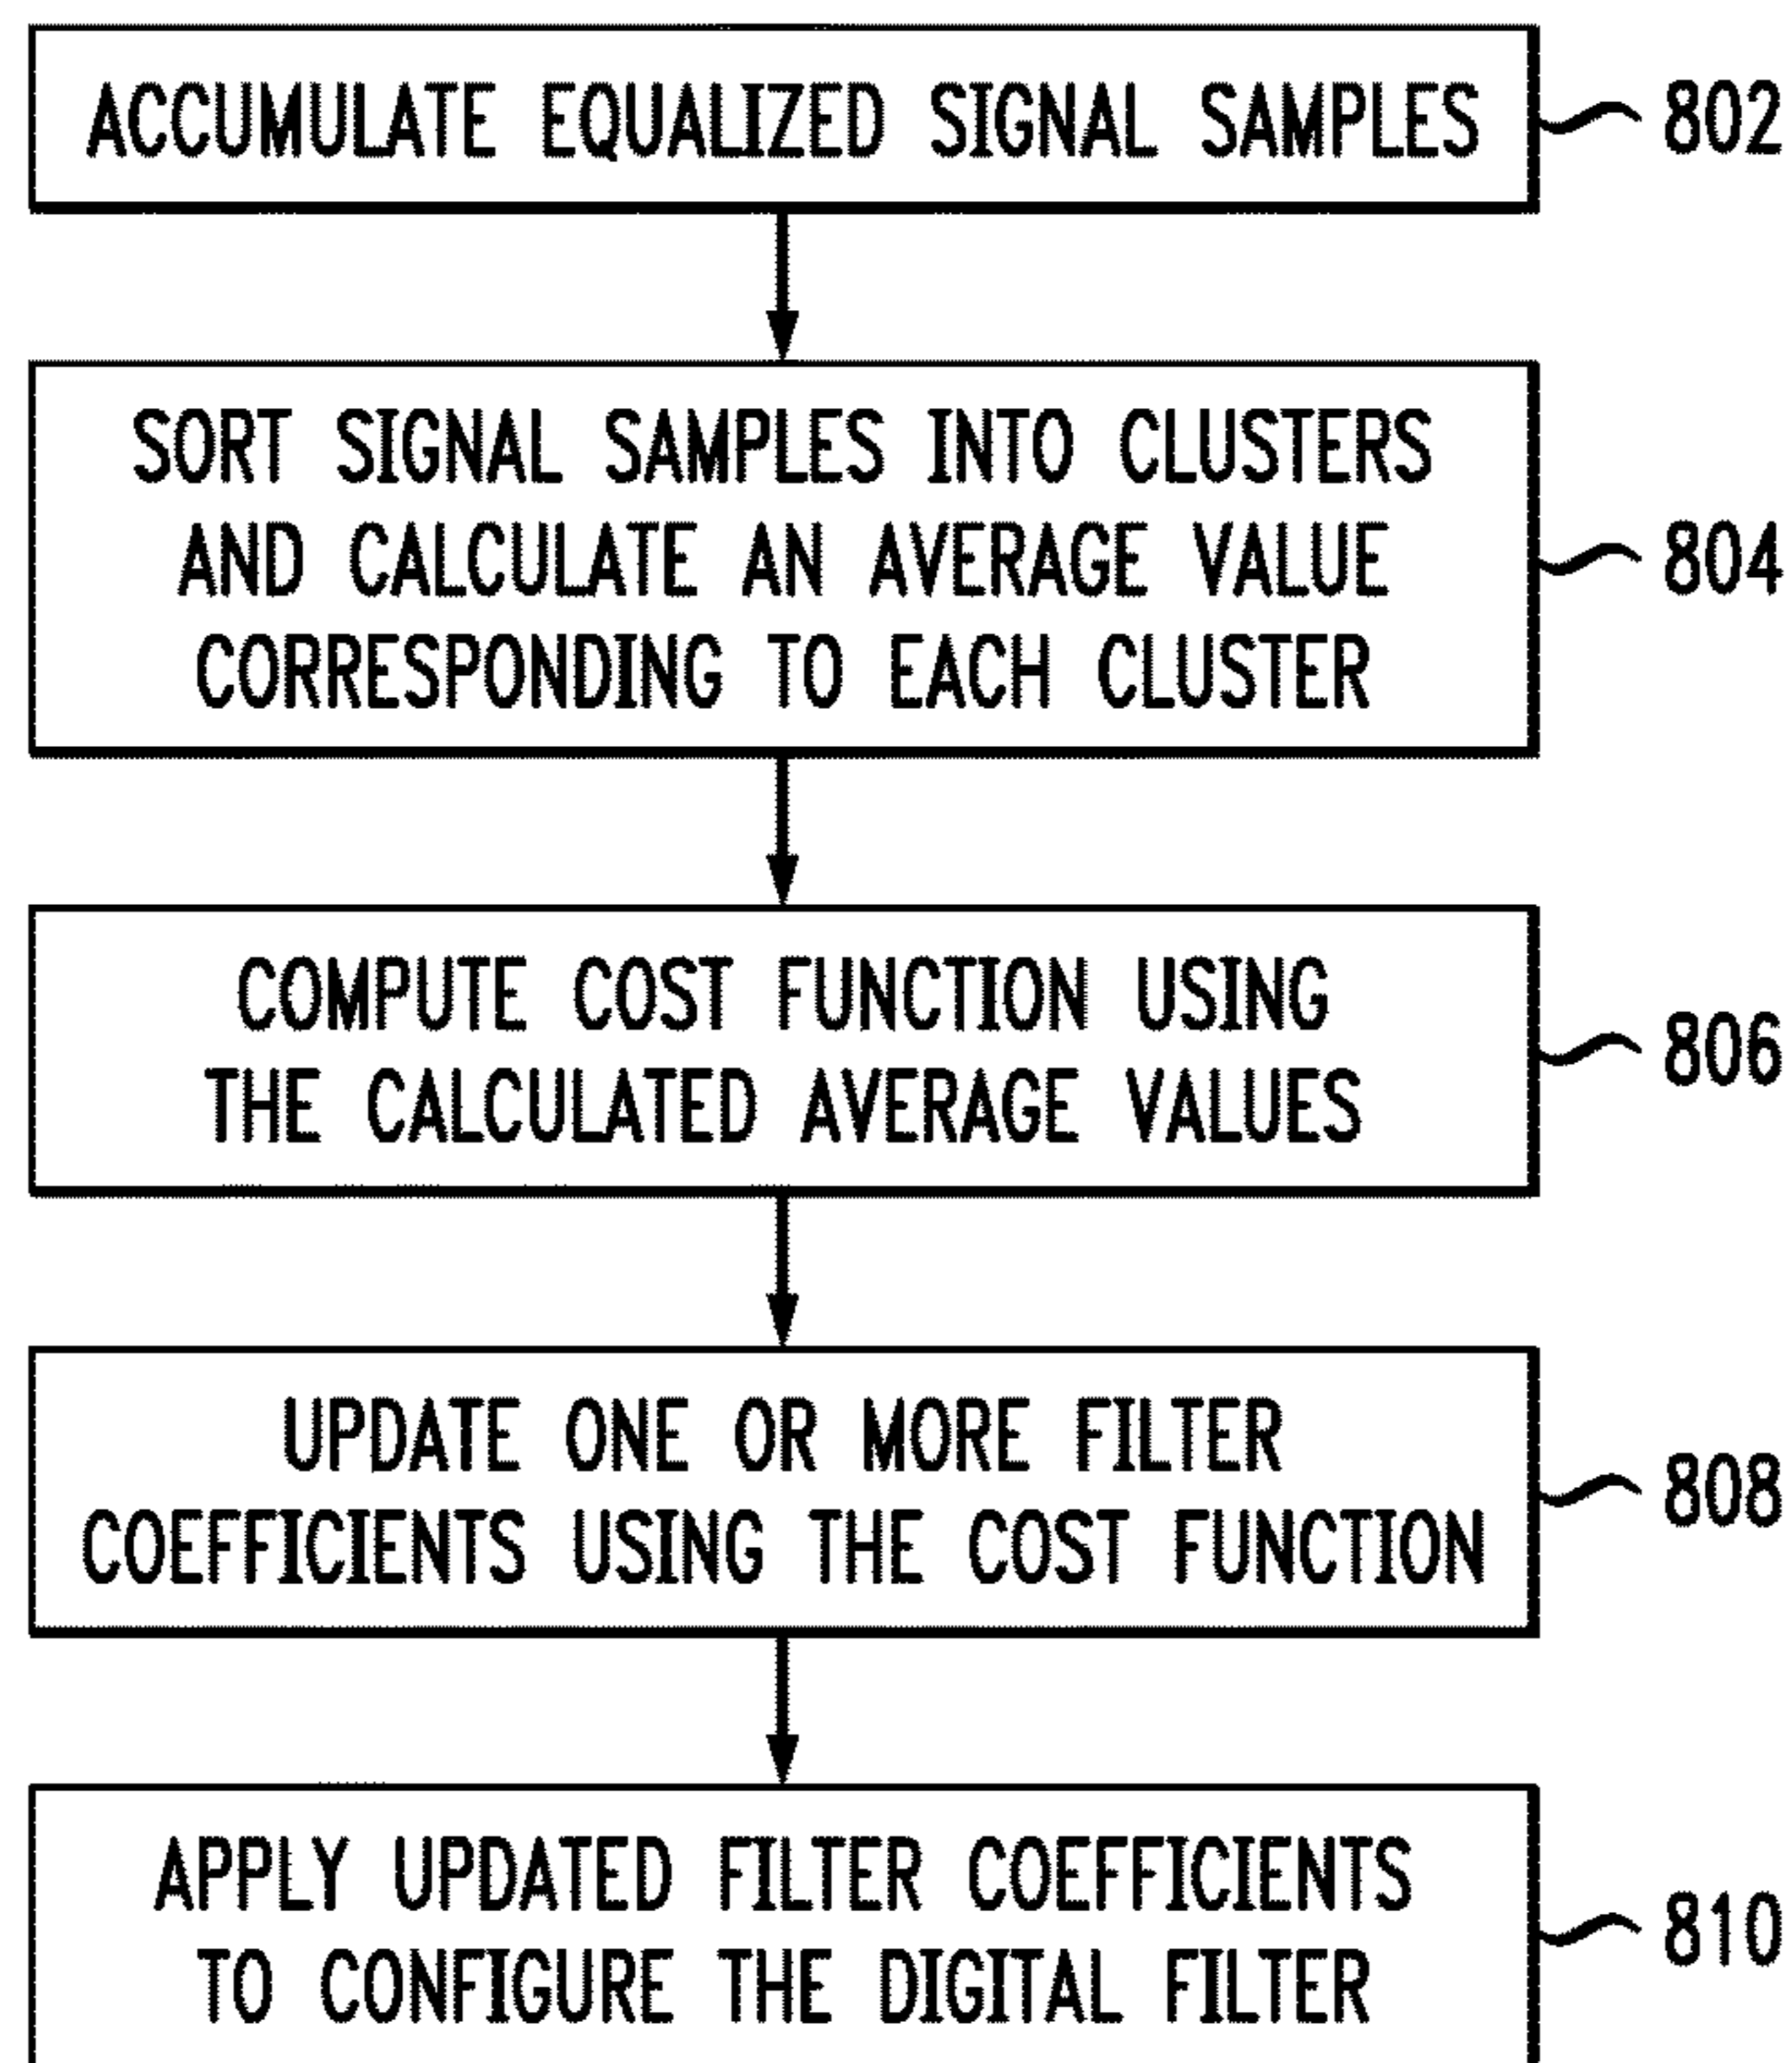 ACCUMULATE EQUALIZED SIGNAL SAMPLES
802
SORT SIGNAL SAMPLES INTO CLUSTERS
AND CALCULATE AN AVERAGE VALUE
CORRESPONDING TO EACH CLUSTER
804
COMPUTE COST FUNCTION USING
THE CALCULATED AVERAGE VALUES
806
UPDATE ONE OR MORE FILTER
COEFFICIENTS USING THE COST FUNCTION
808
APPLY UPDATED FILTER COEFFICIENTS
TO CONFIGURE THE DIGITAL FILTER
810